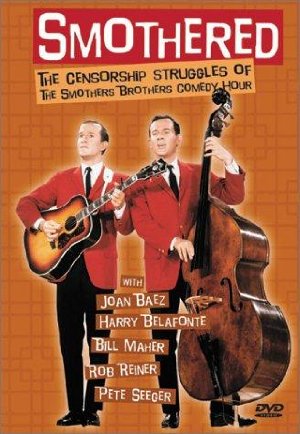 SMOTHERED
THE CENSORSHIP STRUGGLES OF
THE SMOTHERS BROTHERS COMEDY HOUR
WITH
JOAN BAEZ
HARRY BELAFONTE
BILL MAHER
ROB REINER
PETE SEEGER
DVD
VIDEO